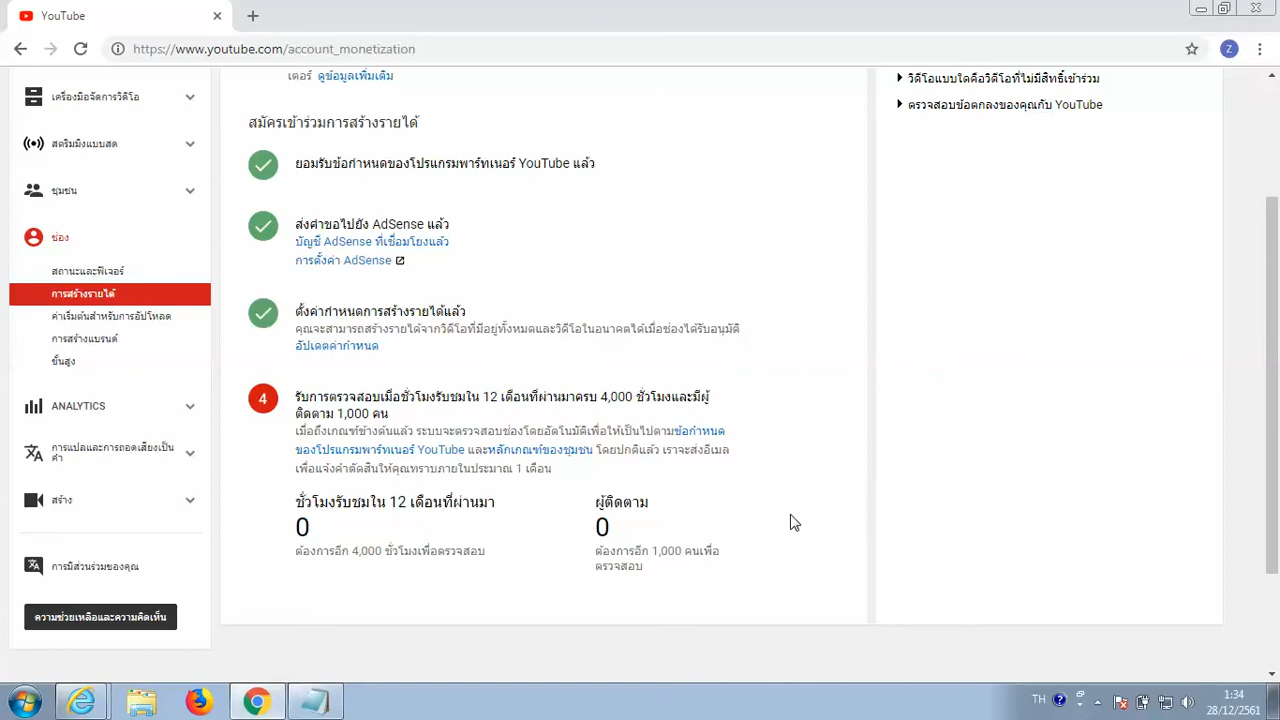 YouTube
https://www.youtube.com/account_monetization
Z
เครื่องมือจัดการวิดีโอ
สตรีมมิงแบบสด
ชุมชน
ช่อง
สถานะและฟีเจอร์
การสร้างรายได้
ค่าเริ่มต้นสำหรับการอัปโหลด
การสร้างแบรนด์
ขั้นสูง
ANALYTICS
การแปลและการถอดเสียงเป็น
คำ
สร้าง
การมีส่วนร่วมของคุณ
ความช่วยเหลือและความคิดเห็น
เตอร์ ดูข้อมูลเพิ่มเติม
สมัครเข้าร่วมการสร้างรายได้
ยอมรับข้อกำหนดของโปรแกรมพาร์ทเนอร์ YouTube แล้ว
ส่งคำขอไปยัง AdSense แล้ว
บัญชี AdSense ที่เชื่อมโยงแล้ว
การตั้งค่า AdSense
ตั้งค่ากำหนดการสร้างรายได้แล้ว
คุณจะสามารถสร้างรายได้จากวิดีโอที่มีอยู่ทั้งหมดและวิดีโอในอนาคตได้เมื่อช่องได้รับอนุมัติ
อัปเดตค่ากำหนด
4
รับการตรวจสอบเมื่อชั่วโมงรับชมใน 12 เดือนที่ผ่านมาครบ 4,000 ชั่วโมงและมีผู้
ติดตาม 1,000 คน
เมื่อถึงเกณฑ์ข้างต้นแล้ว ระบบจะตรวจสอบช่องโดยอัตโนมัติเพื่อให้เป็นไปตามข้อกำหนด
ของโปรแกรมพาร์ทเนอร์ YouTube และหลักเกณฑ์ของชุมชน โดยปกติแล้ว เราจะส่งอีเมล
เพื่อแจ้งคำตัดสินให้คุณทราบภายในประมาณ 1 เดือน
ชั่วโมงรับชมใน 12 เดือนที่ผ่านมา
0
ต้องการอีก 4,000 ชั่วโมงเพื่อตรวจสอบ
ผู้ติดตาม
0
ต้องการอีก 1,000 คนเพื่อ
ตรวจสอบ
วิดีโอแบบใดคือวิดีโอที่ไม่มีสิทธิ์เข้าร่วม
ตรวจสอบข้อตกลงของคุณกับ YouTube
TH
1:34
28/12/2561